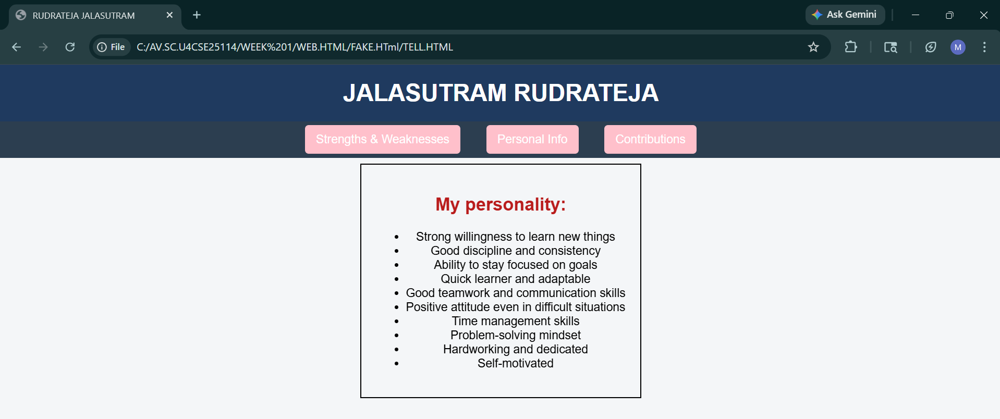 RUDRATEJA JALASUTRAM
Ask Gemini
File C:/AV.SC.U4CSE25114/WEEK%201/WEB.HTML/FAKE.HTml/TELL.HTML
M
JALASUTRAM RUDRATEJA
Strengths & Weaknesses Personal Info Contributions
My personality:
• Strong willingness to learn new things
• Good discipline and consistency
• Ability to stay focused on goals
• Quick learner and adaptable
• Good teamwork and communication skills
• Positive attitude even in difficult situations
• Time management skills
• Problem-solving mindset
• Hardworking and dedicated
• Self-motivated